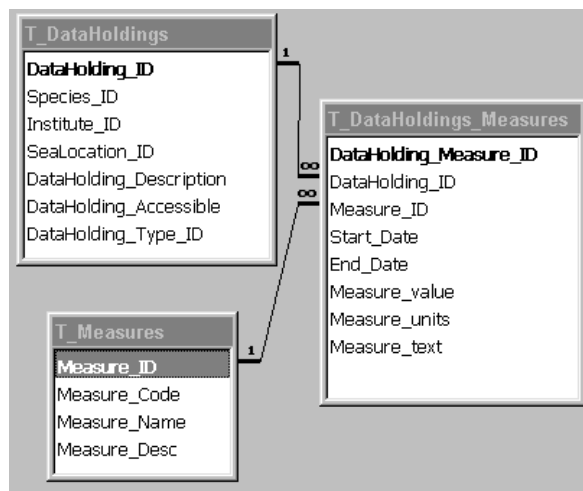 T_DataHoldings
DataHolding_ID
Species_ID
Institute_ID
SeaLocation_ID
DataHolding_Description
DataHolding_Accessible
DataHolding_Type_ID
1
∞
∞
T_DataHoldings_Measures
DataHolding_Measure_ID
DataHolding_ID
Measure_ID
Start_Date
End_Date
Measure_value
Measure_units
Measure_text
T_Measures
Measure_ID
Measure_Code
Measure_Name
Measure_Desc
1